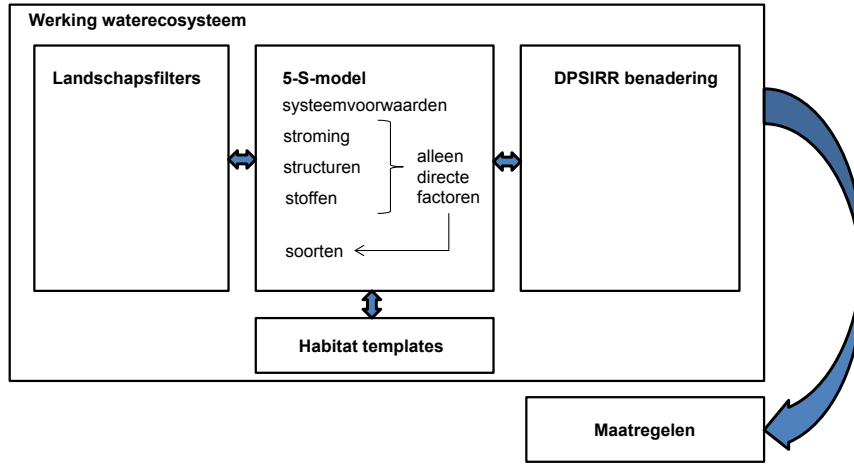 Werking waterecosysteem
Landschapsfilters
5-S-model
systeemvoorwaarden
stroming
structuren
stoffen
alleen
directe
factoren
soorten
DPSIRR benadering
Habitat templates
Maatregelen